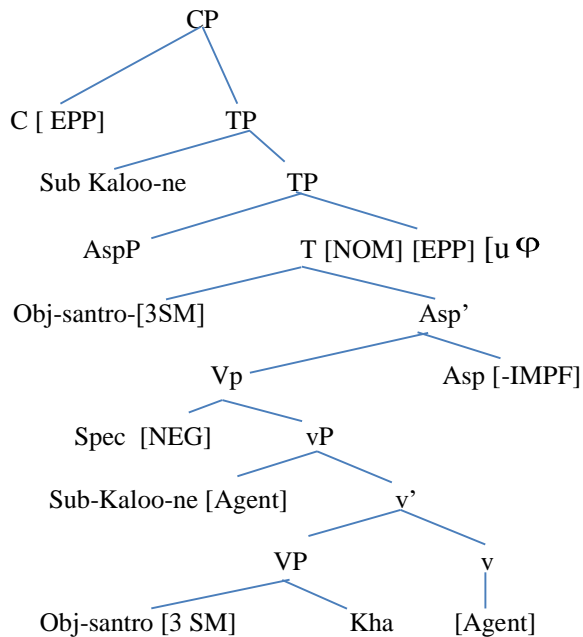 CP
C [ EPP] TP
Sub Kaloo-ne TP
AspP T [NOM] [EPP] [u φ
Obj-santro-[3SM] Asp’
Vp Asp [-IMPF]
Spec [NEG] vP
Sub-Kaloo-ne [Agent] v’
VP v
Obj-santro [3 SM] Kha [Agent]